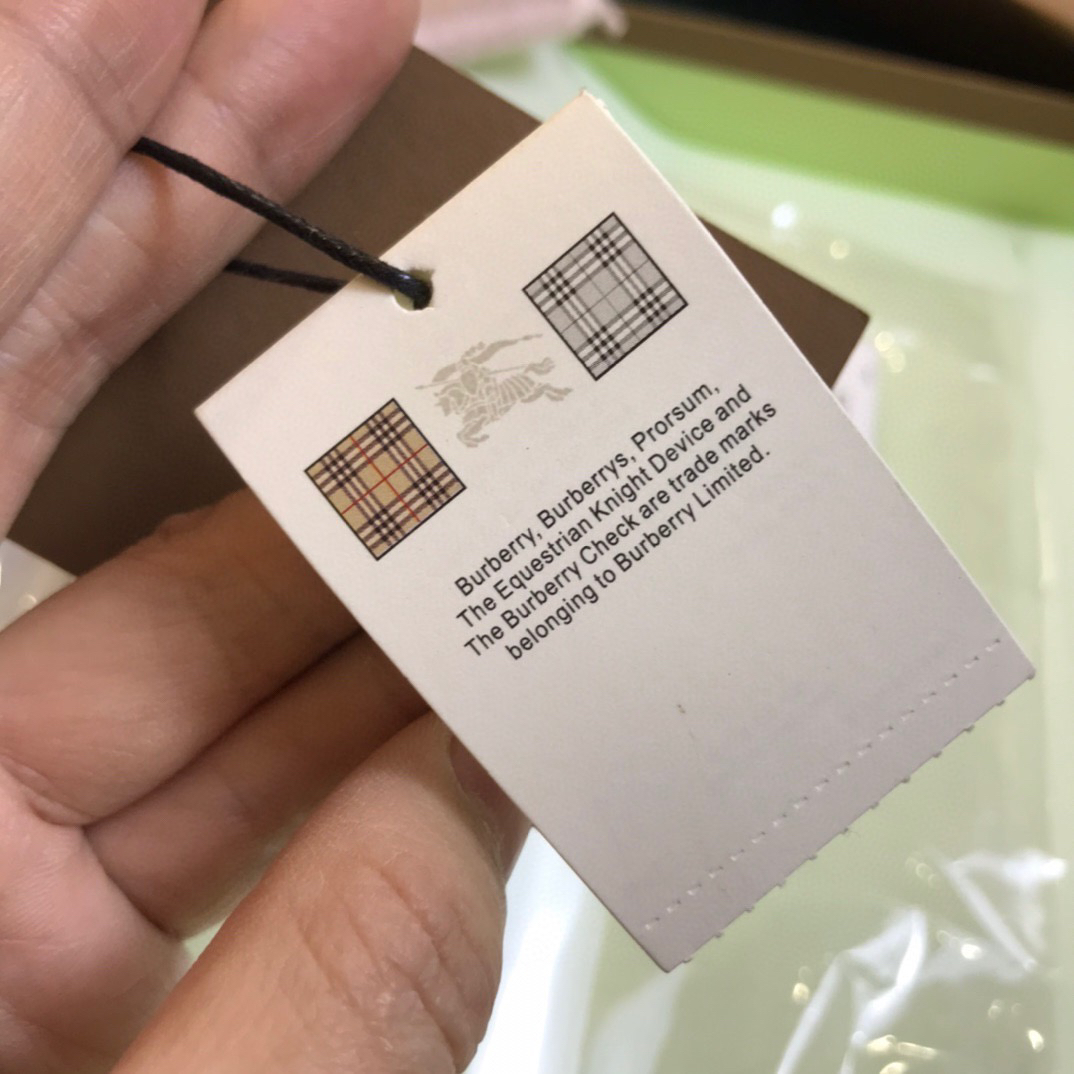 Burberry, Burberrys, Prorsum,
The Equestrian Knight Device and
The Burberry Check are trade marks
belonging to Burberry Limited.